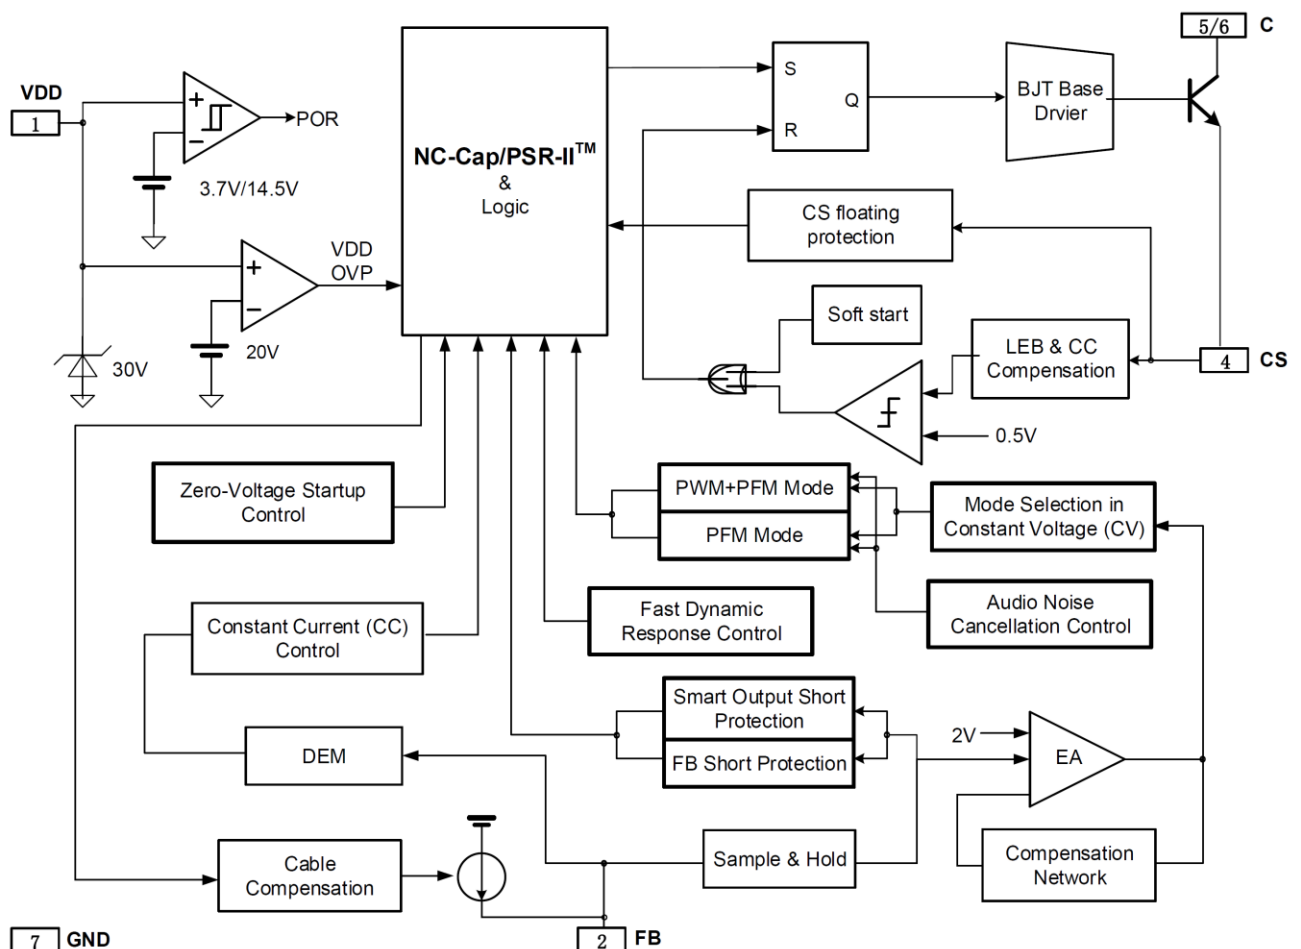 5/6 C
VDD
1
+
−
POR
3.7V/14.5V
NC-Cap/PSR-II™
&
Logic
S
R
Q
BJT Base
Drvier
CS floating
protection
VDD
OVP
+
−
20V
30V
Soft start
LEB & CC
Compensation
4 CS
0.5V
Zero-Voltage Startup
Control
PWM+PFM Mode
PFM Mode
Mode Selection in
Constant Voltage (CV)
Constant Current (CC)
Control
Fast Dynamic
Response Control
Audio Noise
Cancellation Control
Smart Output Short
Protection
FB Short Protection
DEM
2V
EA
Cable
Compensation
Sample & Hold
Compensation
Network
7 GND
2 FB